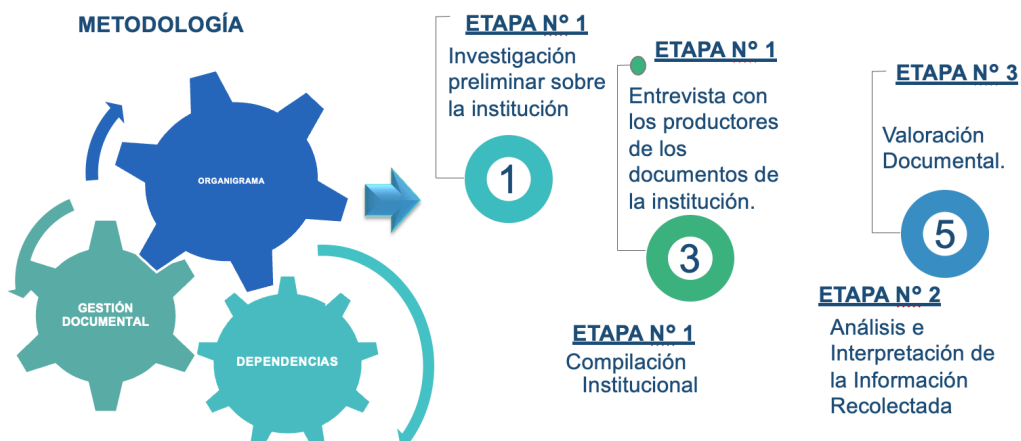 METODOLOGÍA
ORGANIGRAMA
GESTIÓN
DOCUMENTAL
DEPENDENCIAS
ETAPA N° 1
Investigación
preliminar sobre
la institución
1
ETAPA N° 1
Entrevista con
los productores
de los
documentos de
la institución.
3
ETAPA N° 1
Compilación
Institucional
ETAPA N° 3
Valoración
Documental.
5
ETAPA N° 2
Análisis e
Interpretación de
la Información
Recolectada